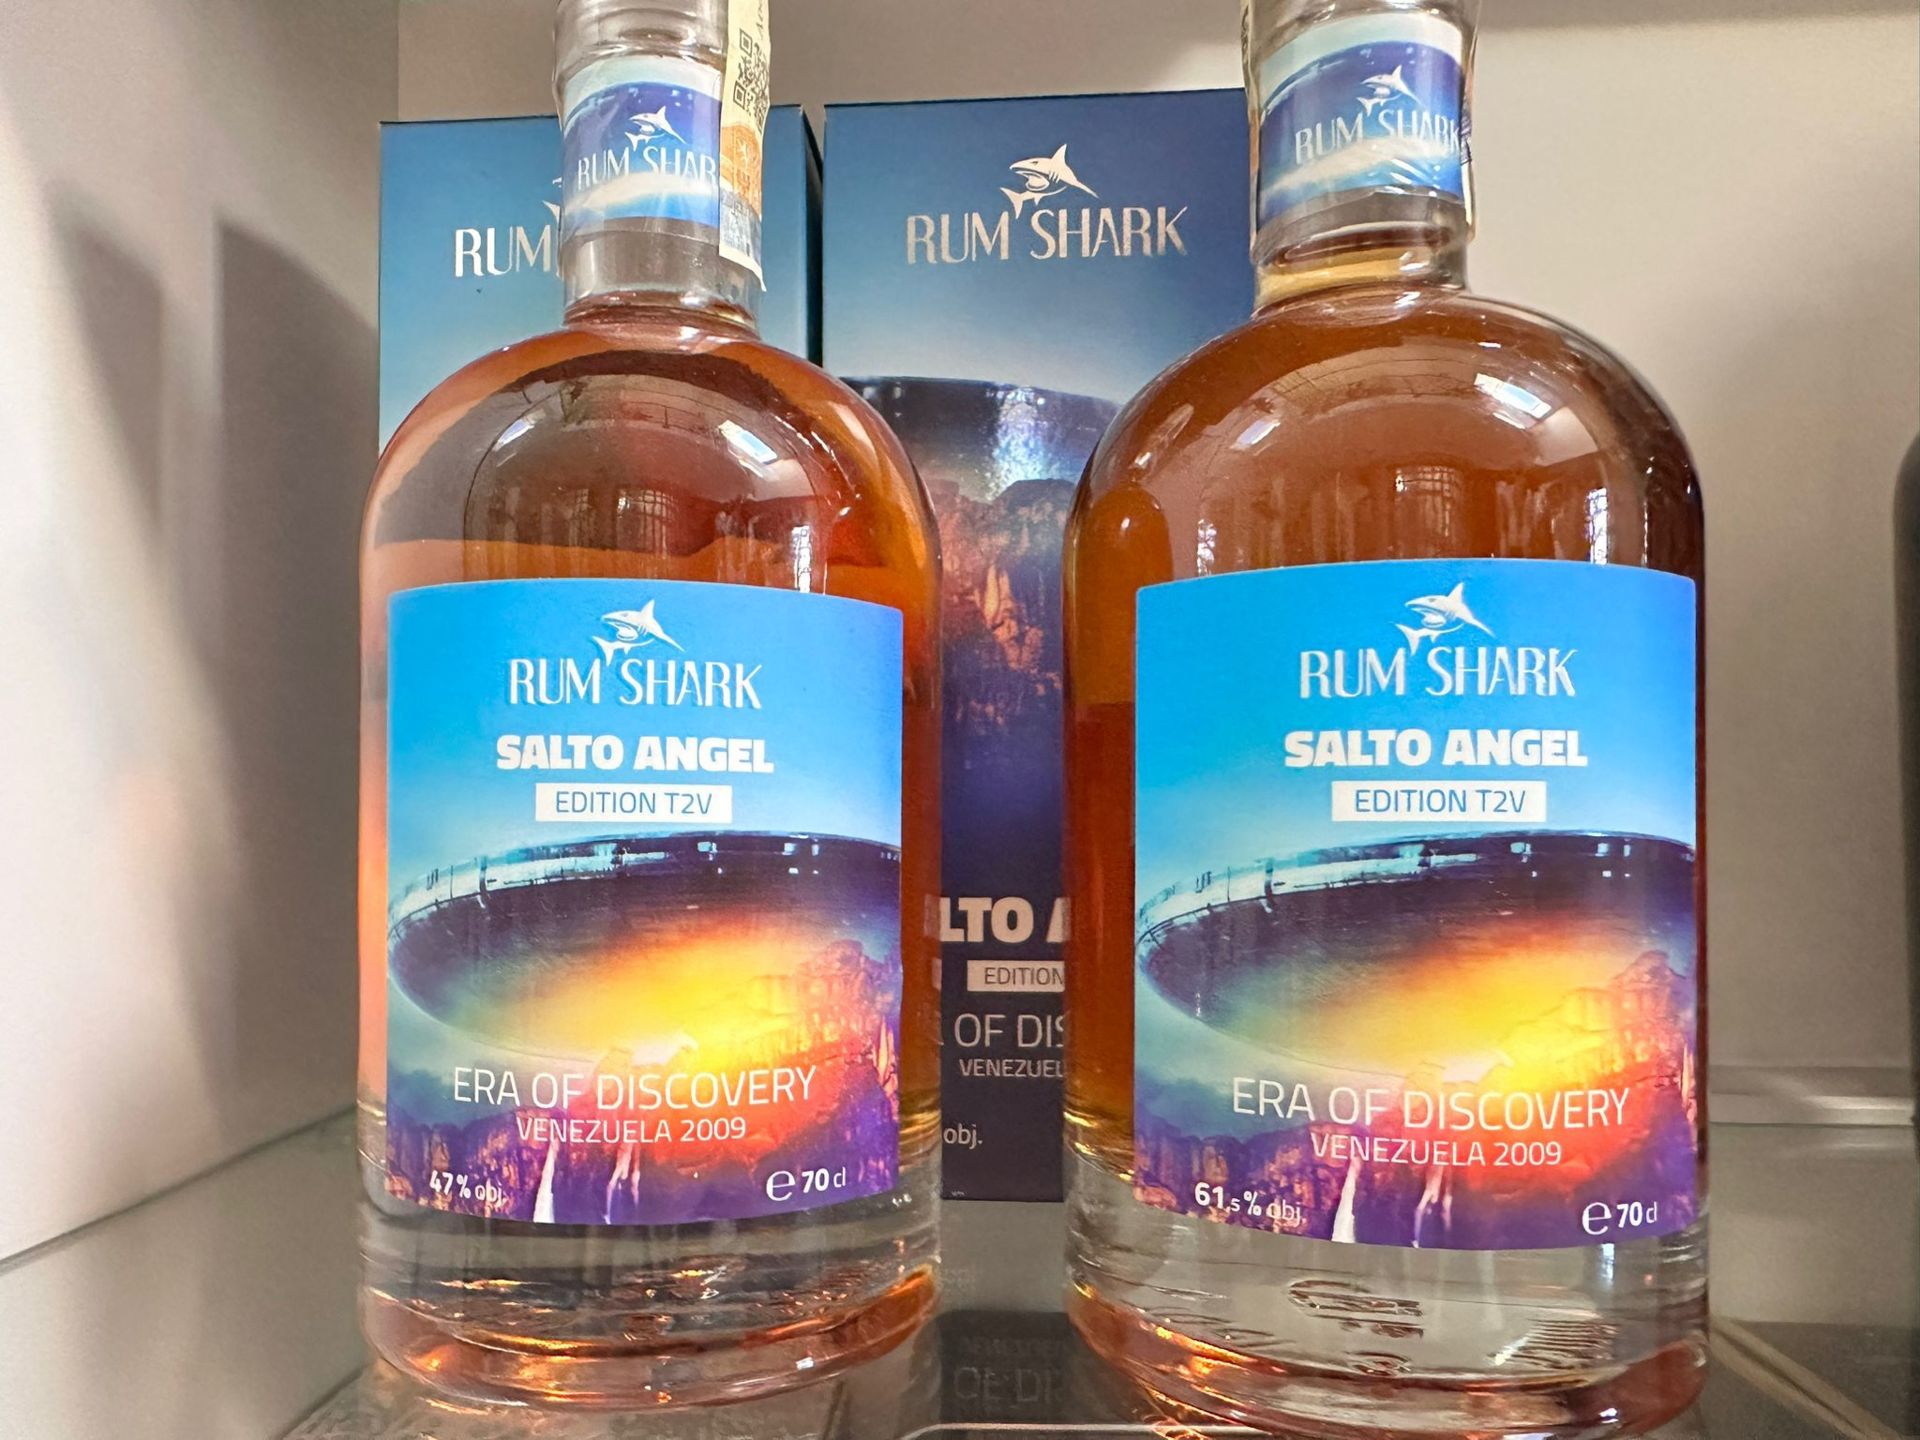 RUM SHAR
RUM SHARK
RUM
RUM SHARK
RUM SHARK
SALTO ANGEL
EDITION T2V
ERA OF DISCOVERY
VENEZUELA 2009
47% obj.
e 70 cl
LTO A
EDITION
OF DIS
VENEZUEL
obj.
RUM SHARK
SALTO ANGEL
EDITION T2V
ERA OF DISCOVERY
VENEZUELA 2009
61,5% obj.
e 70 cl